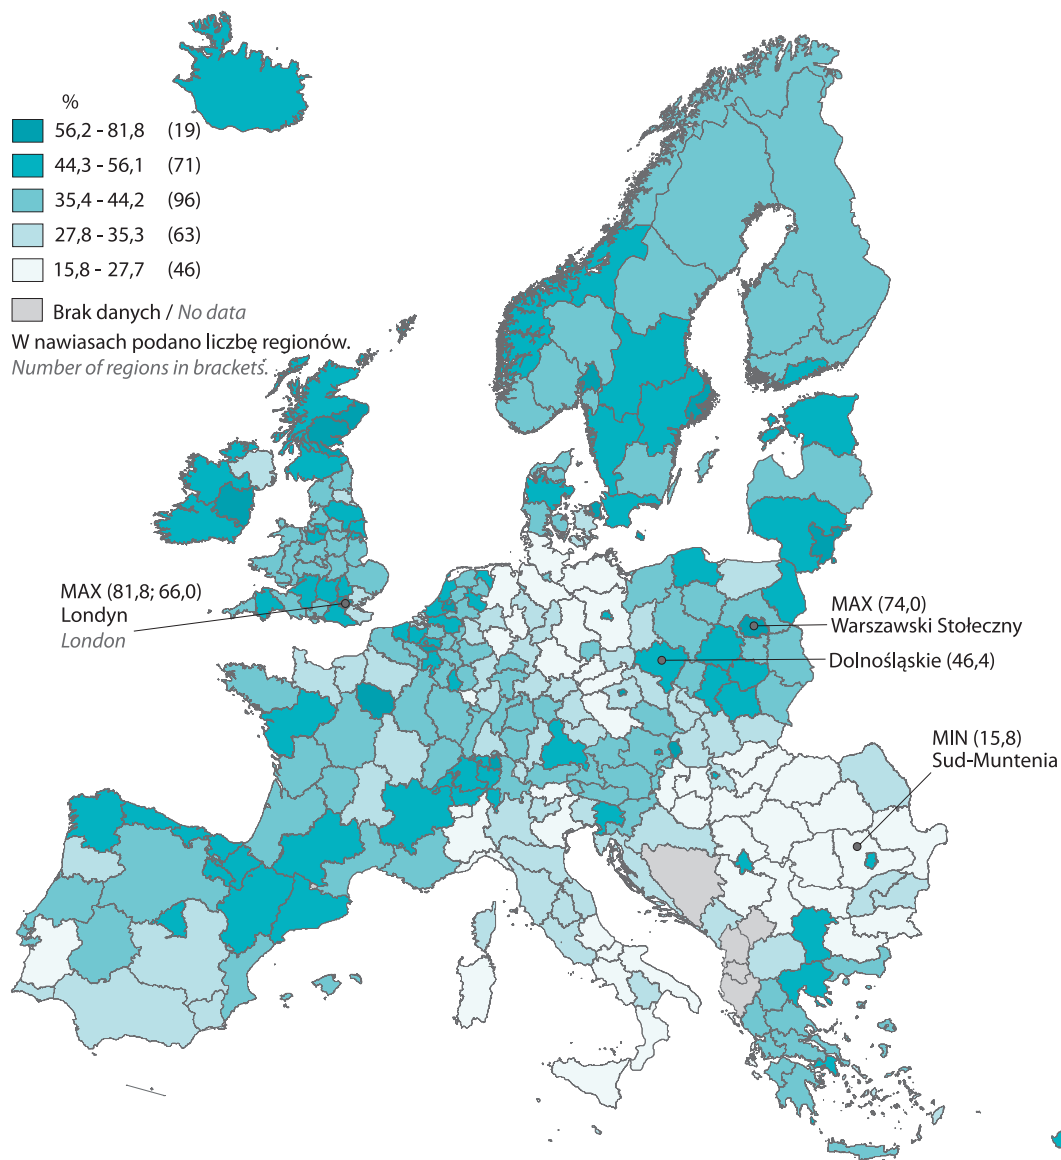 %
56,2 - 81,8 (19)
44,3 - 56,1 (71)
35,4 - 44,2 (96)
27,8 - 35,3 (63)
15,8 - 27,7 (46)
Brak danych / No data
W nawiasach podano liczbę regionów.
Number of regions in brackets.
MAX (81,8; 66,0)
Londyn
London
MAX (74,0)
Warszawski Stołeczny
Dolnośląskie (46,4)
MIN (15,8)
Sud-Muntenia